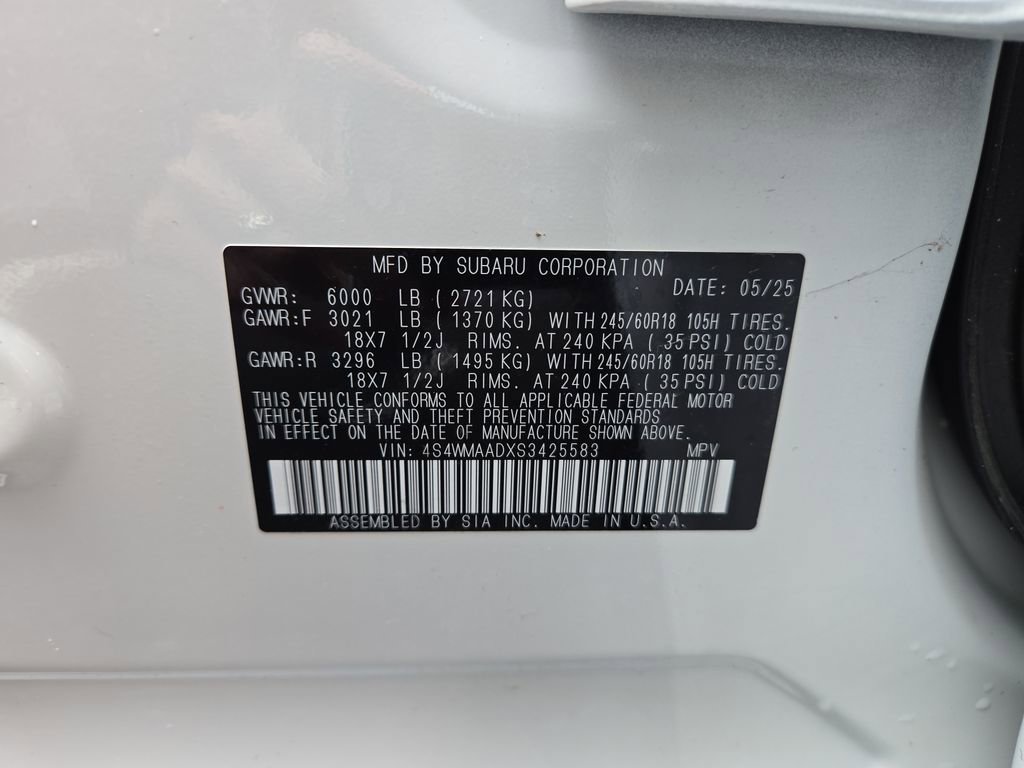 MFD BY SUBARU CORPORATION
DATE: 05/25
GVWR: 6000 LB ( 2721 KG)
GAWR:F 3021 LB ( 1370 KG) WITH 245/60R18 105H TIRES.
18X7 1/2J RIMS. AT 240 KPA ( 35 PSI) COLD
GAWR:R 3296 LB ( 1495 KG) WITH 245/60R18 105H TIRES.
18X7 1/2J RIMS. AT 240 KPA ( 35 PSI) COLD
THIS VEHICLE CONFORMS TO ALL APPLICABLE FEDERAL MOTOR
VEHICLE SAFETY AND THEFT PREVENTION STANDARDS
IN EFFECT ON THE DATE OF MANUFACTURE SHOWN ABOVE.
VIN: 4S4WMAADXS3425583 MPV
ASSEMBLED BY SIA INC. MADE IN U.S.A.